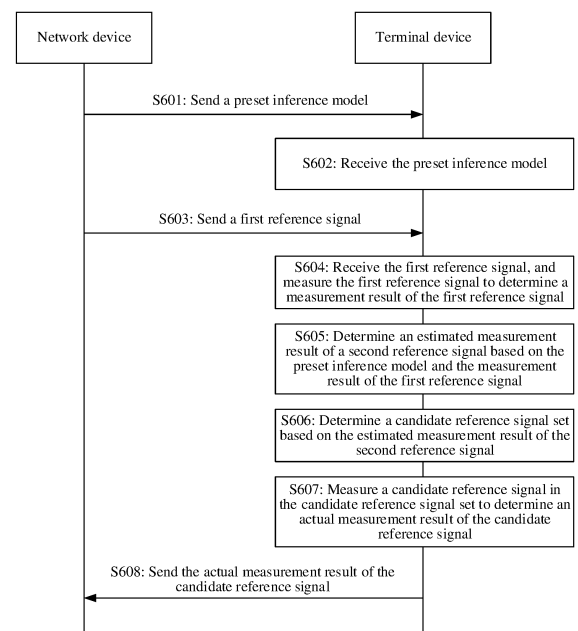 Network device
Terminal device
S601: Send a preset inference model
S602: Receive the preset inference model
S603: Send a first reference signal
S604: Receive the first reference signal, and
measure the first reference signal to determine a
measurement result of the first reference signal
S605: Determine an estimated measurement
result of a second reference signal based on the
preset inference model and the measurement
result of the first reference signal
S606: Determine a candidate reference signal set
based on the estimated measurement result of the
second reference signal
S607: Measure a candidate reference signal in
the candidate reference signal set to determine an
actual measurement result of the candidate
reference signal
S608: Send the actual measurement result of the
candidate reference signal